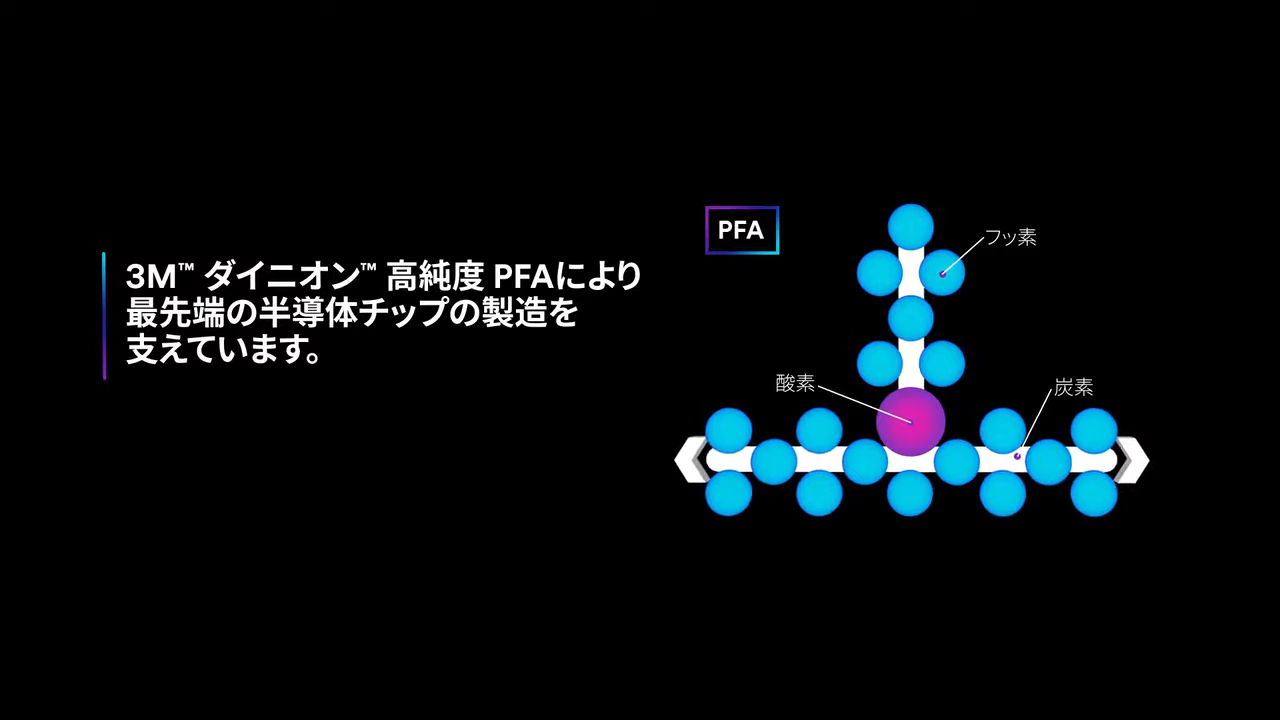 3M™ ダイニオン™ 高純度 PFAにより
最先端の半導体チップの製造を
支えています。
PFA
フッ素
酸素
炭素